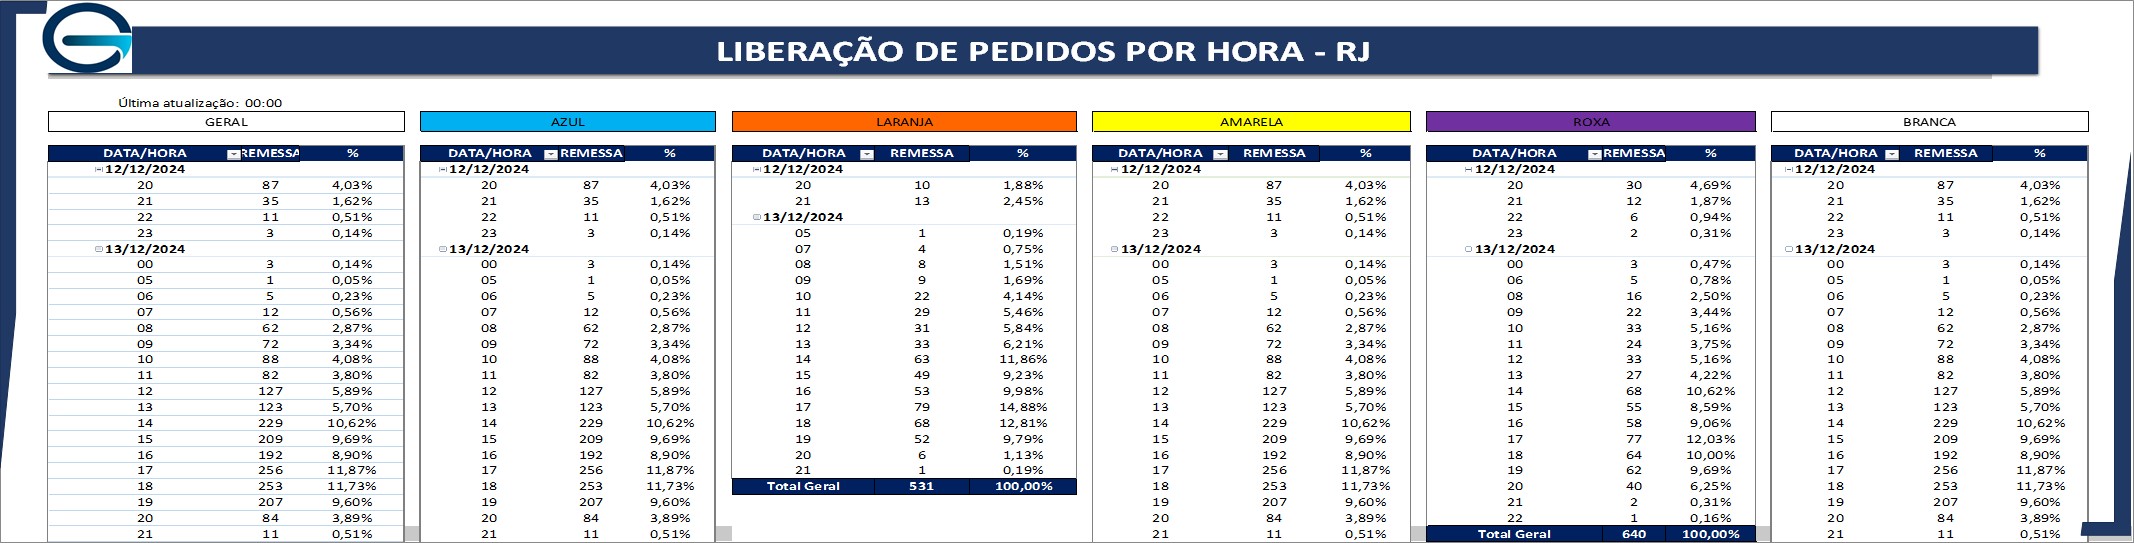 LIBERAÇÃO DE PEDIDOS POR HORA - RJ
Última atualização: 00:00
GERAL
DATA/HORA REMESSA %
12/12/2024
20 87 4,03%
21 35 1,62%
22 11 0,51%
23 3 0,14%
13/12/2024
00 3 0,14%
05 1 0,05%
06 5 0,23%
07 12 0,56%
08 62 2,87%
09 72 3,34%
10 88 4,08%
11 82 3,80%
12 127 5,89%
13 123 5,70%
14 229 10,62%
15 209 9,69%
16 192 8,90%
17 256 11,87%
18 253 11,73%
19 207 9,60%
20 84 3,89%
21 11 0,51%
AZUL
DATA/HORA REMESSA %
12/12/2024
20 87 4,03%
21 35 1,62%
22 11 0,51%
23 3 0,14%
13/12/2024
00 3 0,14%
05 1 0,05%
06 5 0,23%
07 12 0,56%
08 62 2,87%
09 72 3,34%
10 88 4,08%
11 82 3,80%
12 127 5,89%
13 123 5,70%
14 229 10,62%
15 209 9,69%
16 192 8,90%
17 256 11,87%
18 253 11,73%
19 207 9,60%
20 84 3,89%
21 11 0,51%
LARANJA
DATA/HORA REMESSA %
12/12/2024
20 10 1,88%
21 13 2,45%
13/12/2024
05 1 0,19%
07 4 0,75%
08 8 1,51%
09 9 1,69%
10 22 4,14%
11 29 5,46%
12 31 5,84%
13 33 6,21%
14 63 11,86%
15 49 9,23%
16 53 9,98%
17 79 14,88%
18 68 12,81%
19 52 9,79%
20 6 1,13%
21 1 0,19%
Total Geral 531 100,00%
AMARELA
DATA/HORA REMESSA %
12/12/2024
20 87 4,03%
21 35 1,62%
22 11 0,51%
23 3 0,14%
13/12/2024
00 3 0,14%
05 1 0,05%
06 5 0,23%
07 12 0,56%
08 62 2,87%
09 72 3,34%
10 88 4,08%
11 82 3,80%
12 127 5,89%
13 123 5,70%
14 229 10,62%
15 209 9,69%
16 192 8,90%
17 256 11,87%
18 253 11,73%
19 207 9,60%
20 84 3,89%
21 11 0,51%
ROXA
DATA/HORA REMESSA %
12/12/2024
20 30 4,69%
21 12 1,87%
22 6 0,94%
23 2 0,31%
13/12/2024
00 3 0,47%
06 5 0,78%
08 16 2,50%
09 22 3,44%
10 33 5,16%
11 24 3,75%
12 33 5,16%
13 27 4,22%
14 68 10,62%
15 55 8,59%
16 58 9,06%
17 77 12,03%
18 64 10,00%
19 62 9,69%
20 40 6,25%
21 2 0,31%
22 1 0,16%
Total Geral 640 100,00%
BRANCA
DATA/HORA REMESSA %
12/12/2024
20 87 4,03%
21 35 1,62%
22 11 0,51%
23 3 0,14%
13/12/2024
00 3 0,14%
05 1 0,05%
06 5 0,23%
07 12 0,56%
08 62 2,87%
09 72 3,34%
10 88 4,08%
11 82 3,80%
12 127 5,89%
13 123 5,70%
14 229 10,62%
15 209 9,69%
16 192 8,90%
17 256 11,87%
18 253 11,73%
19 207 9,60%
20 84 3,89%
21 11 0,51%